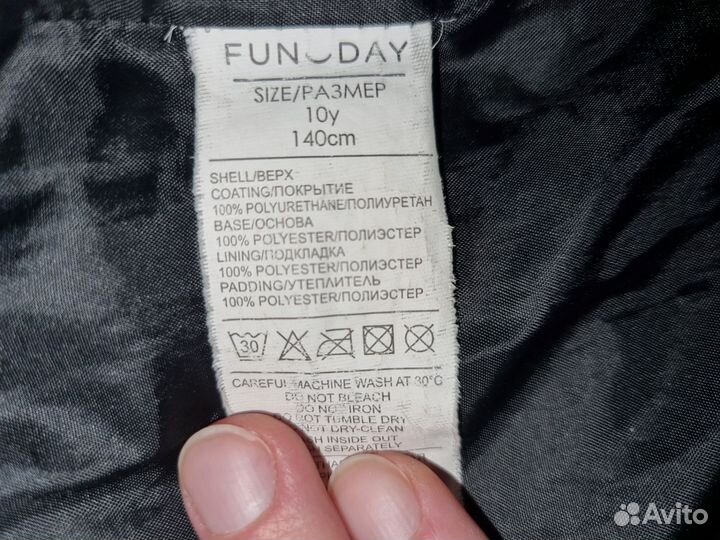 FUN DAY
SIZE/РАЗМЕР
10y
140cm
SHELL/ВЕРХ
COATING/ПОКРЫТИЕ
100% POLYURETHANE/ПОЛИУРЕТАН
BASE/ОСНОВА
100% POLYESTER/ПОЛИЭСТЕР
LINING/ПОДКЛАДКА
100% POLYESTER/ПОЛИЭСТЕР
PADDING/УТЕПЛИТЕЛЬ
100% POLYESTER/ПОЛИЭСТЕР
30
CAREFUL MACHINE WASH AT 30°C
DO NOT BLEACH
DO NOT IRON
DO NOT TUMBLE DRY
NOT DRY-CLEAN
INSIDE OUT
SEPARATELY
Avito